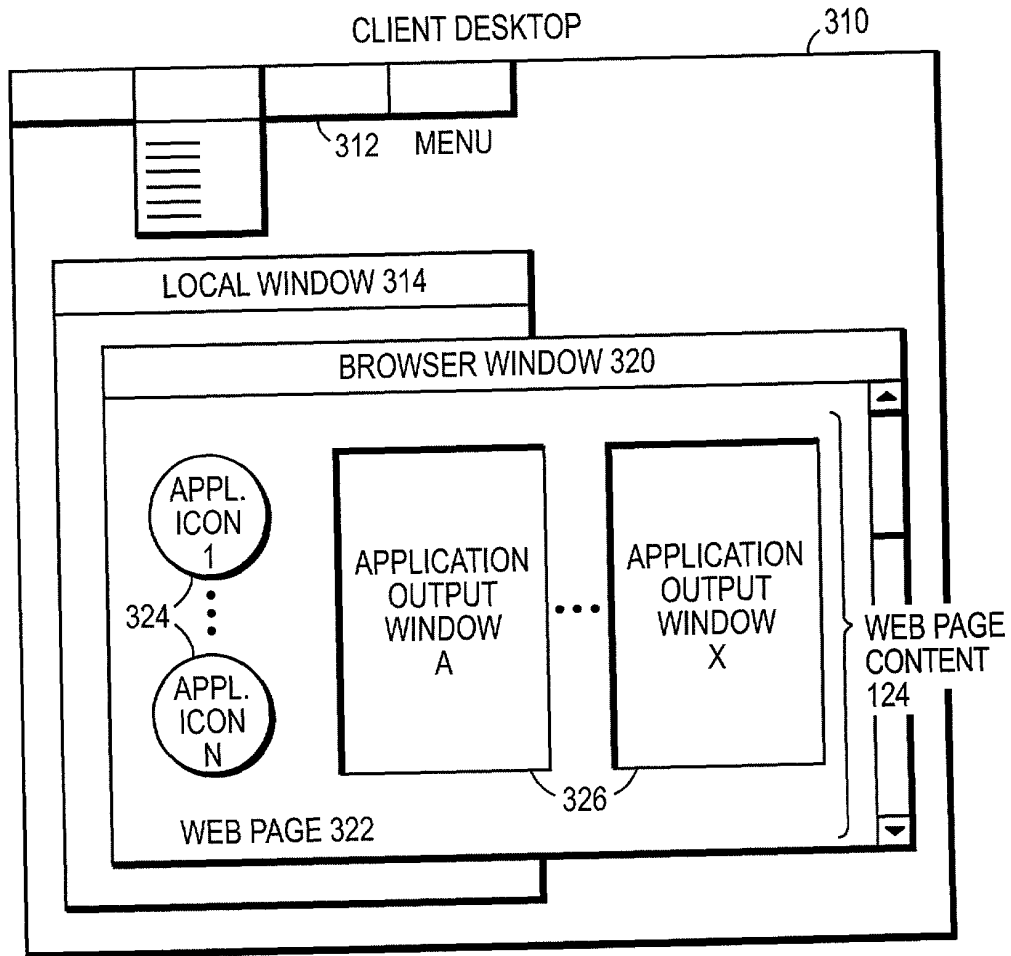 CLIENT DESKTOP
310
312 MENU
LOCAL WINDOW 314
BROWSER WINDOW 320
APPL.
ICON
1
324
APPL.
ICON
N
APPLICATION
OUTPUT
WINDOW
A
APPLICATION
OUTPUT
WINDOW
X
326
WEB PAGE
CONTENT
124
WEB PAGE 322